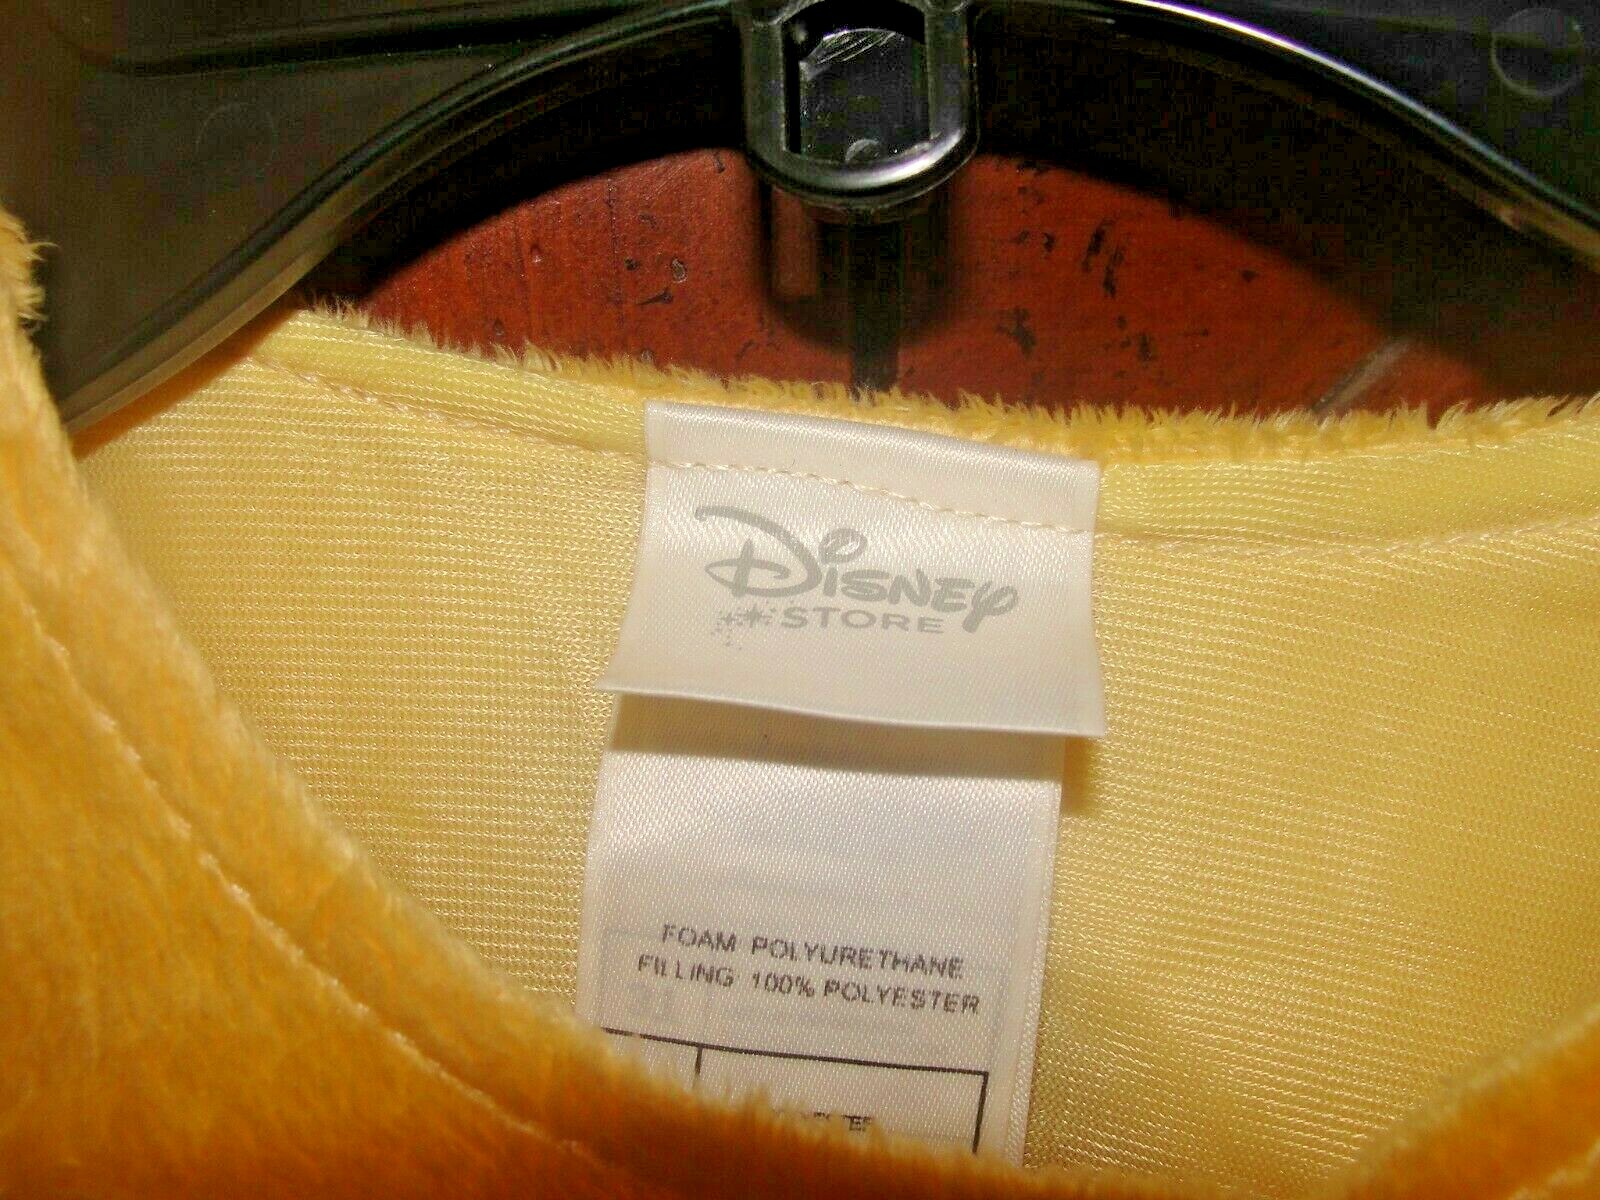 Disney
STORE
FOAM POLYURETHANE
FILLING 100% POLYESTER